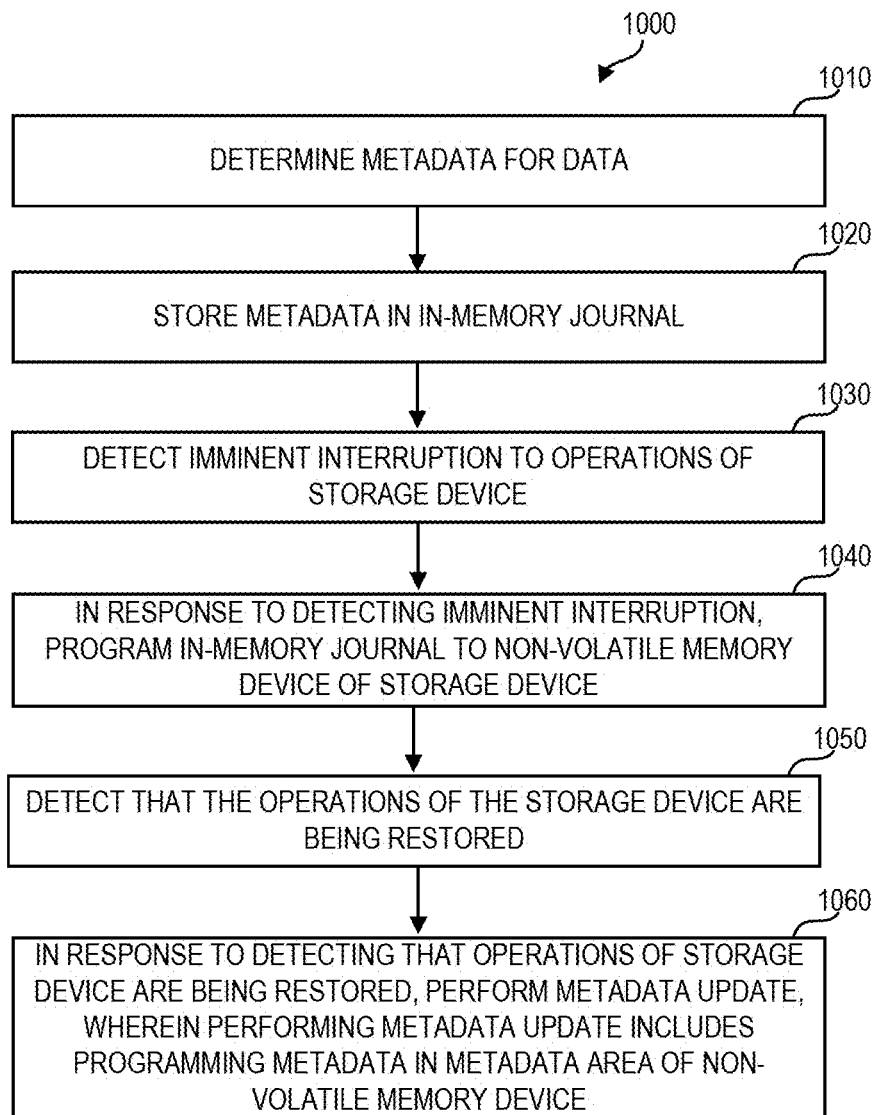 1000
1010
DETERMINE METADATA FOR DATA
1020
STORE METADATA IN IN-MEMORY JOURNAL
1030
DETECT IMMINENT INTERRUPTION TO OPERATIONS OF
STORAGE DEVICE
1040
IN RESPONSE TO DETECTING IMMINENT INTERRUPTION,
PROGRAM IN-MEMORY JOURNAL TO NON-VOLATILE MEMORY
DEVICE OF STORAGE DEVICE
1050
DETECT THAT THE OPERATIONS OF THE STORAGE DEVICE ARE
BEING RESTORED
1060
IN RESPONSE TO DETECTING THAT OPERATIONS OF STORAGE
DEVICE ARE BEING RESTORED, PERFORM METADATA UPDATE,
WHEREIN PERFORMING METADATA UPDATE INCLUDES
PROGRAMMING METADATA IN METADATA AREA OF NON-
VOLATILE MEMORY DEVICE